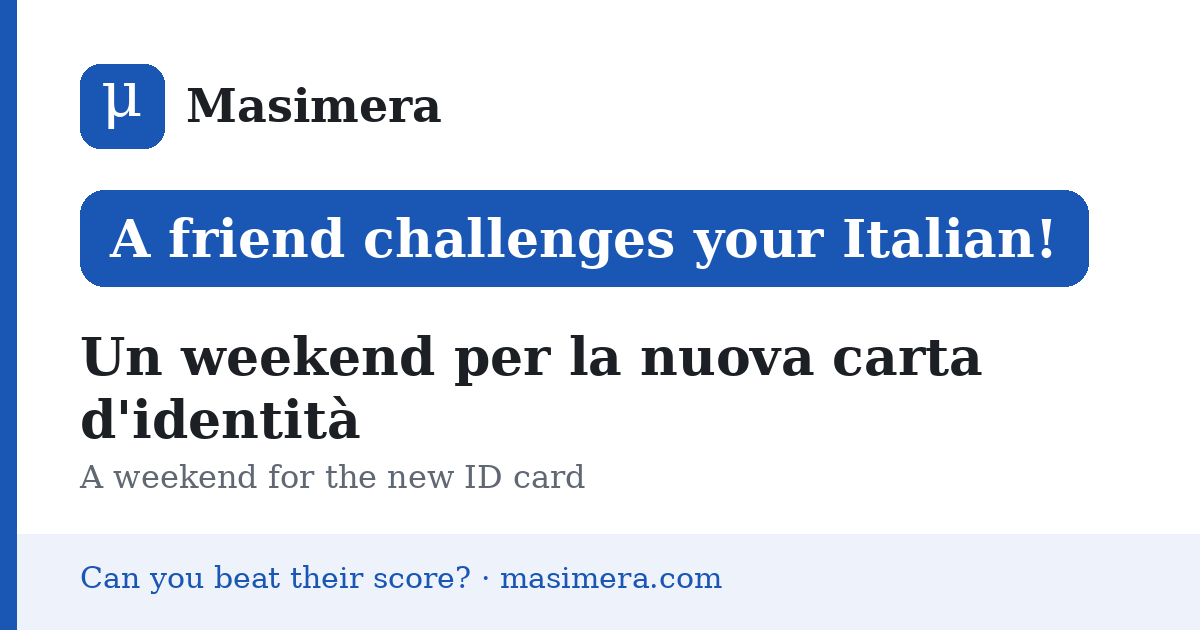 μ Masimera
A friend challenges your Italian!
Un weekend per la nuova carta
d'identità
A weekend for the new ID card
Can you beat their score? · masimera.com